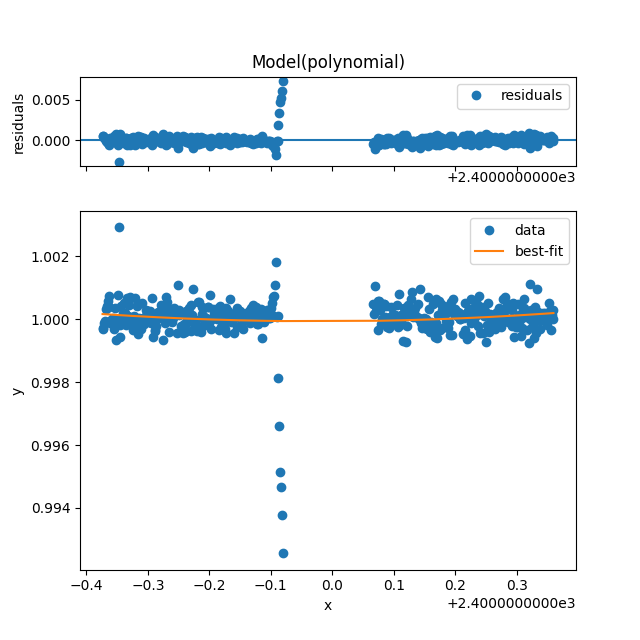 Model(polynomial)
residuals
0.005
0.000
residuals
+2.4000000000e3
data
best-fit
1.002
1.000
0.998
0.996
0.994
y
−0.4 −0.3 −0.2 −0.1 0.0 0.1 0.2 0.3
x
+2.4000000000e3